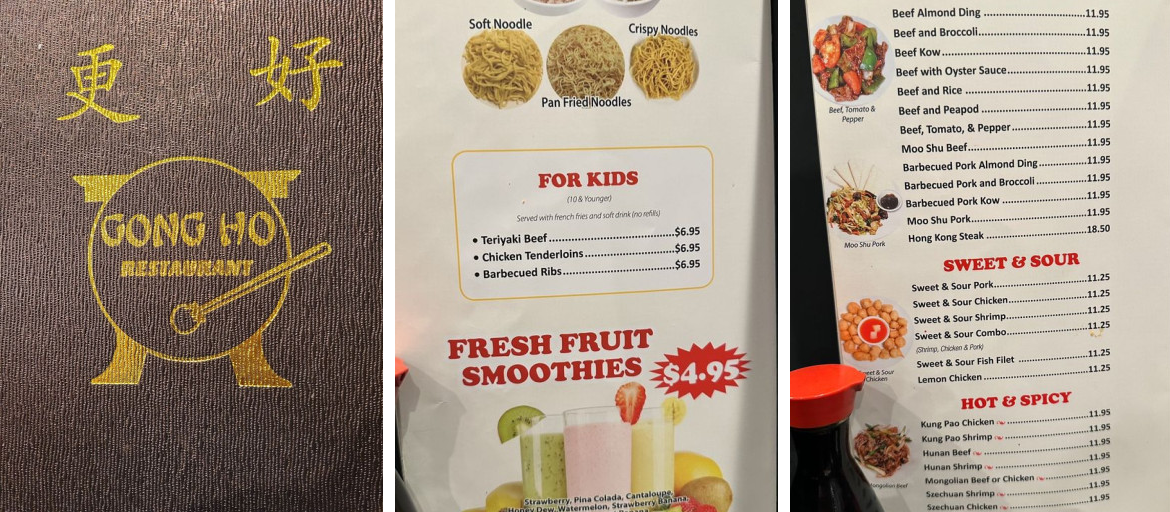 更 好
GONG HO
RESTAURANT
Soft Noodle
Crispy Noodles
Pan Fried Noodles
FOR KIDS
(10 & Younger)
Served with french fries and soft drink (no refills)
• Teriyaki Beef ........ $6.95
• Chicken Tenderloins ........ $6.95
• Barbecued Ribs ........ $6.95
FRESH FRUIT
SMOOTHIES $4.95
Strawberry, Pina Colada, Cantaloupe,
Honey Dew, Watermelon, Strawberry Banana,
Beef Almond Ding ........ 11.95
Beef and Broccoli ........ 11.95
Beef Kow ........ 11.95
Beef with Oyster Sauce ........ 11.95
Beef and Rice ........ 11.95
Beef and Peapod ........ 11.95
Beef, Tomato, & Pepper ........ 11.95
Moo Shu Beef ........ 11.95
Barbecued Pork Almond Ding ........ 11.95
Barbecued Pork and Broccoli ........ 11.95
Barbecued Pork Kow ........ 11.95
Moo Shu Pork ........ 11.95
Hong Kong Steak ........ 18.50
Beef, Tomato &
Pepper
Moo Shu Pork
SWEET & SOUR
Sweet & Sour Pork ........ 11.25
Sweet & Sour Chicken ........ 11.25
Sweet & Sour Shrimp ........ 11.25
Sweet & Sour Combo ........ 11.25
(Shrimp, Chicken & Pork)
Sweet & Sour Fish Filet ........ 11.25
Lemon Chicken ........ 11.25
& Sour
Chicken
HOT & SPICY
Kung Pao Chicken ........ 11.95
Kung Pao Shrimp ........ 11.95
Hunan Beef ........ 11.95
Hunan Shrimp ........ 11.95
Mongolian Beef or Chicken ........ 11.95
Szechuan Shrimp ........ 11.95
Szechuan Chicken ........ 11.95
Mongolian Beef